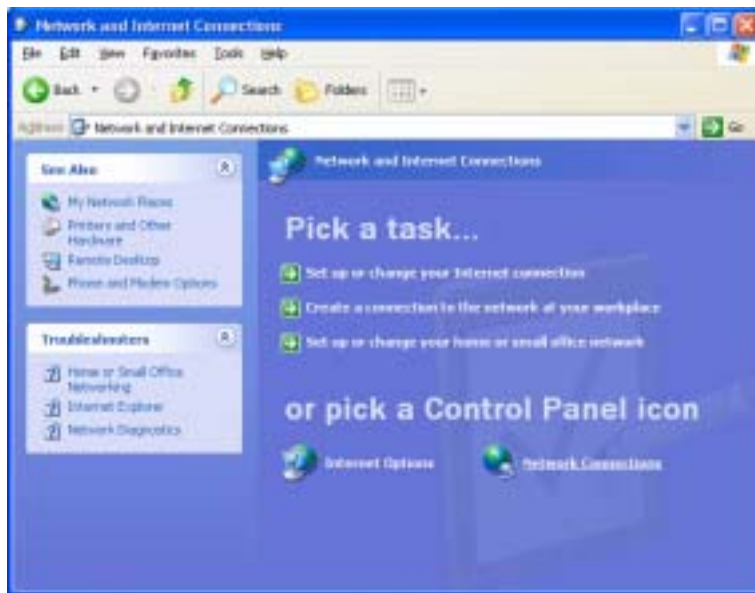 Network and Internet Connections
File Edit View Favorites Tools Help
Back Search Folders
Address Network and Internet Connections Go
See Also
My Network Places
Printers and Other
Hardware
Remote Desktop
Phone and Modem Options
Troubleshooters
Home or Small Office
Networking
Internet Explorer
Network Diagnostics
Network and Internet Connections
Pick a task...
Set up or change your Internet connection
Create a connection to the network at your workplace
Set up or change your home or small office network
or pick a Control Panel icon
Internet Options
Network Connections